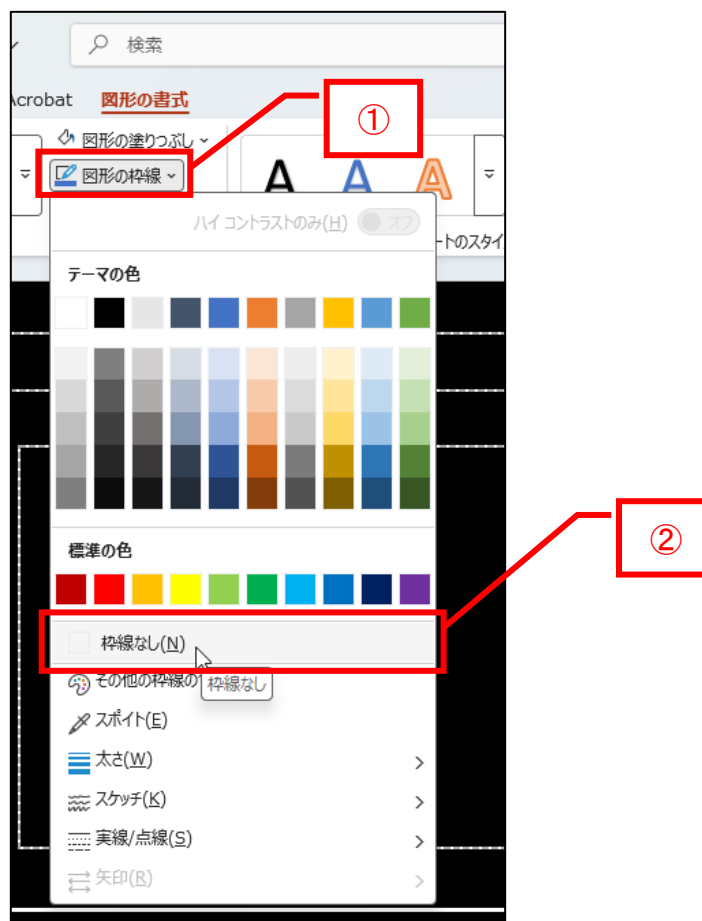 検索
Acrobat 図形の書式
①
図形の塗りつぶし
図形の枠線
A A A
ハイ コントラストのみ(H) オフ
ートのスタイ
テーマの色
標準の色
②
枠線なし(N)
その他の枠線の
枠線なし
スポイト(E)
太さ(W)
スケッチ(K)
実線/点線(S)
矢印(R)